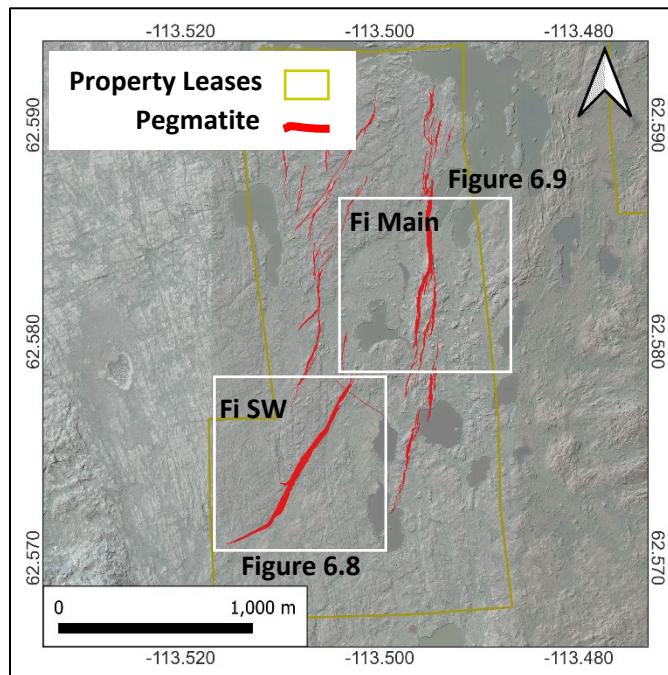 -113.520 -113.500 -113.480
Property Leases
Pegmatite
62.590
62.590
Figure 6.9
Fi Main
62.580
62.580
Fi SW
Figure 6.8
62.570
62.570
0 1,000 m
-113.520 -113.500 -113.480